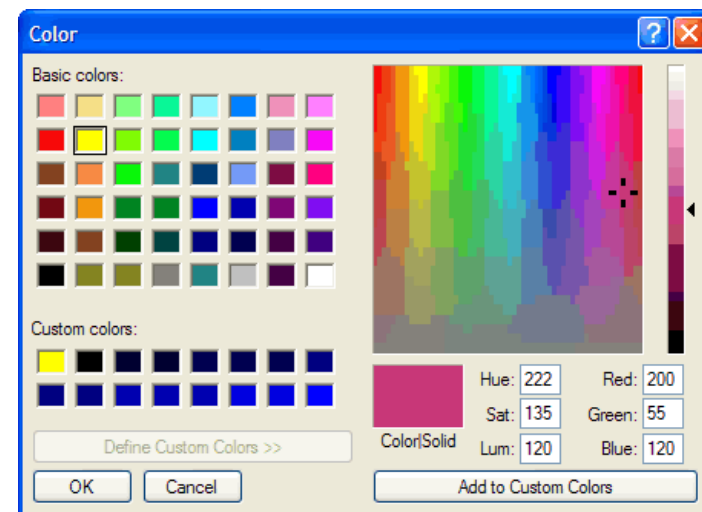 Color
Basic colors:
Custom colors:
Define Custom Colors >>
OK Cancel
Color|Solid
Hue: 222 Red: 200
Sat: 135 Green: 55
Lum: 120 Blue: 120
Add to Custom Colors